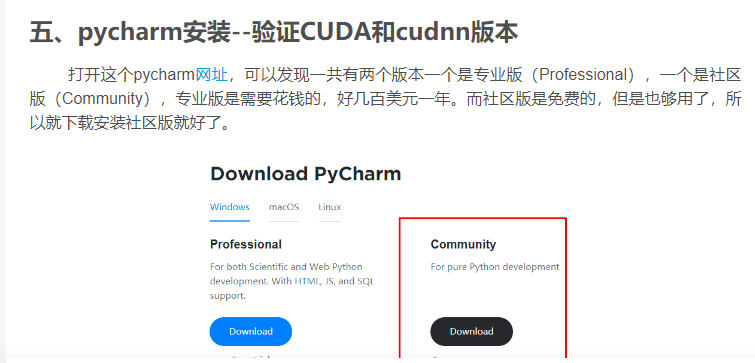 五、pycharm安装--验证CUDA和cudnn版本
打开这个pycharm网址，可以发现一共有两个版本一个是专业版（Professional），一个是社区
版（Community），专业版是需要花钱的，好几百美元一年。而社区版是免费的，但是也够用了，所
以就下载安装社区版就好了。
Download PyCharm
Windows macOS Linux
Professional
For both Scientific and Web Python
development. With HTML, JS, and SQL
support.
Download
Community
For pure Python development
Download